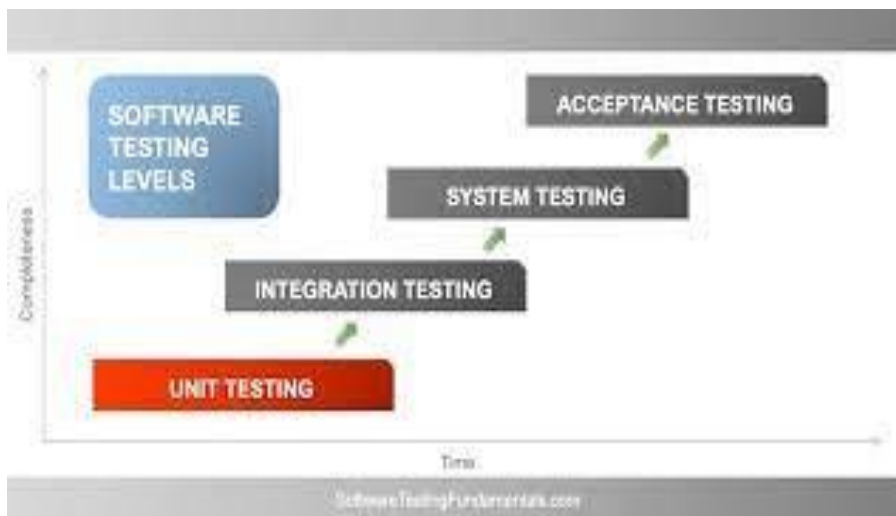 SOFTWARE
TESTING
LEVELS
ACCEPTANCE TESTING
SYSTEM TESTING
INTEGRATION TESTING
UNIT TESTING
Completeness
Time
SoftwareTestingFundamentals.com